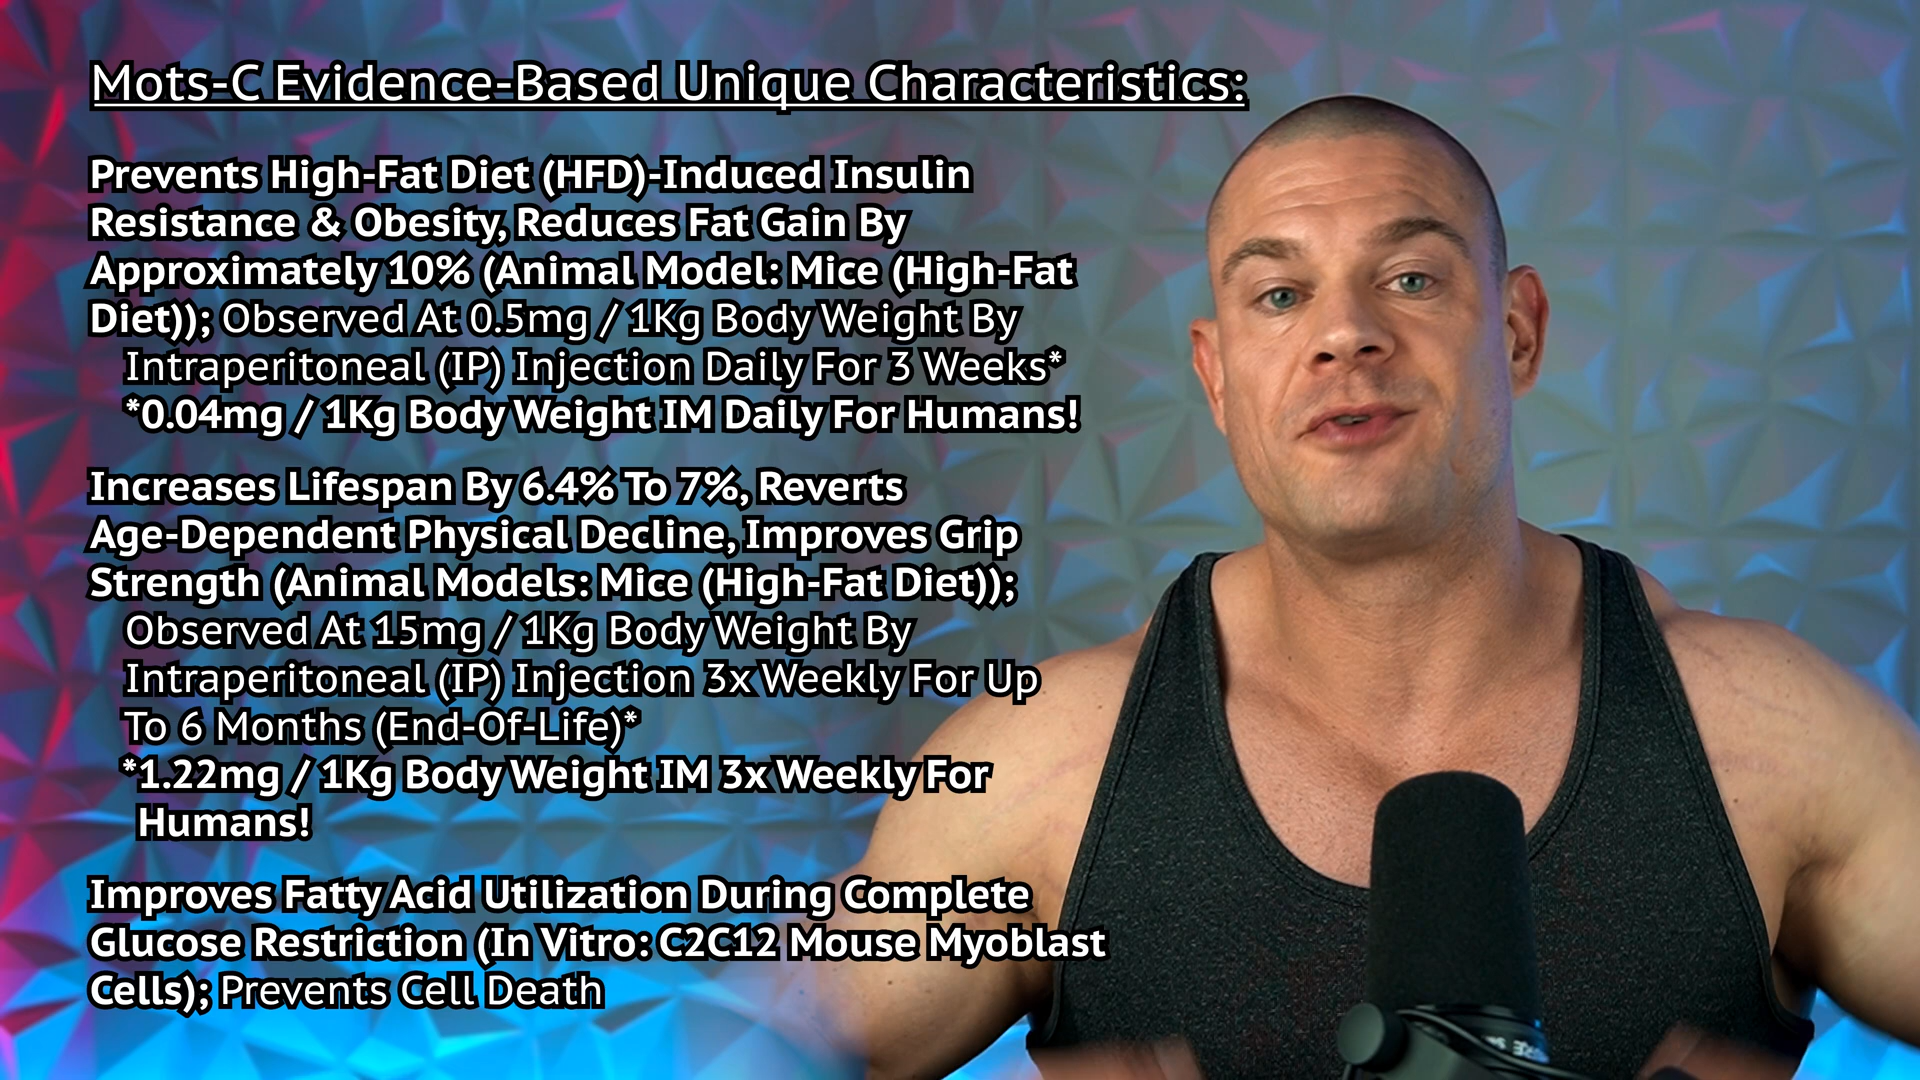 Mots-C Evidence-Based Unique Characteristics:
Prevents High-Fat Diet (HFD)-Induced Insulin
Resistance & Obesity, Reduces Fat Gain By
Approximately 10% (Animal Model: Mice (High-Fat
Diet)); Observed At 0.5mg / 1Kg Body Weight By
Intraperitoneal (IP) Injection Daily For 3 Weeks*
*0.04mg / 1Kg Body Weight IM Daily For Humans!
Increases Lifespan By 6.4% To 7%, Reverts
Age-Dependent Physical Decline, Improves Grip
Strength (Animal Models: Mice (High-Fat Diet));
Observed At 15mg / 1Kg Body Weight By
Intraperitoneal (IP) Injection 3x Weekly For Up
To 6 Months (End-Of-Life)*
*1.22mg / 1Kg Body Weight IM 3x Weekly For
Humans!
Improves Fatty Acid Utilization During Complete
Glucose Restriction (In Vitro: C2C12 Mouse Myoblast
Cells); Prevents Cell Death